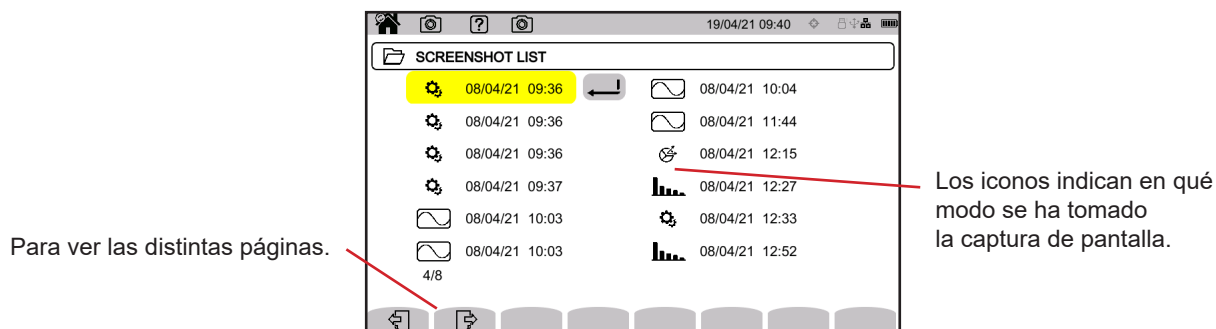 19/04/21 09:40
SCREENSHOT LIST
08/04/21 09:36
08/04/21 09:36
08/04/21 09:36
08/04/21 09:37
08/04/21 10:03
08/04/21 10:03
4/8
08/04/21 10:04
08/04/21 11:44
08/04/21 12:15
08/04/21 12:27
08/04/21 12:33
08/04/21 12:52
Para ver las distintas páginas.
Los iconos indican en qué
modo se ha tomado
la captura de pantalla.